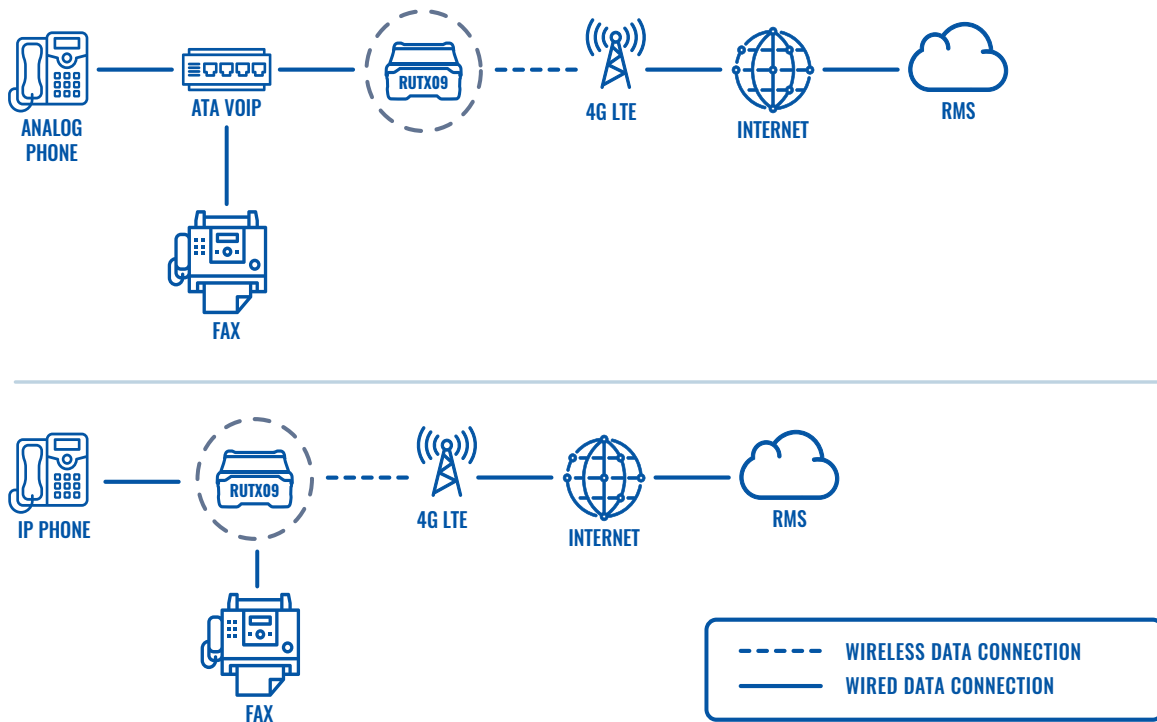 RUTX09
ANALOG
PHONE
ATA VOIP
4G LTE
INTERNET
RMS
FAX
IP PHONE
RUTX09
4G LTE
INTERNET
RMS
FAX
WIRELESS DATA CONNECTION
WIRED DATA CONNECTION